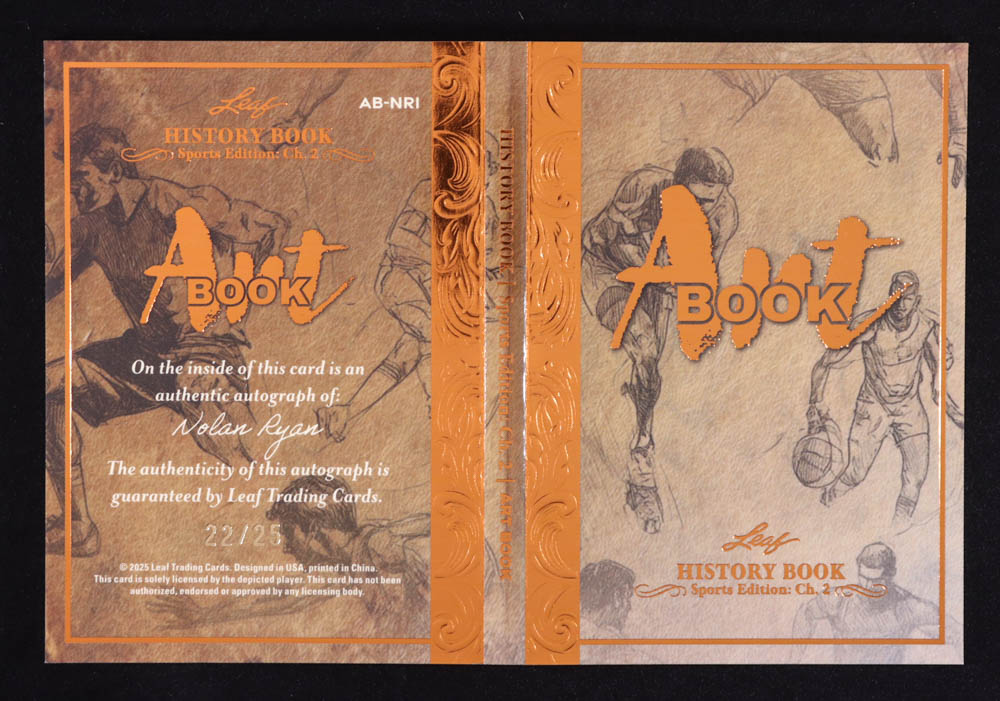 Leaf
AB-NR1
HISTORY BOOK
Sports Edition: Ch. 2
Art
BOOK
On the inside of this card is an
authentic autograph of:
Nolan Ryan
The authenticity of this autograph is
guaranteed by Leaf Trading Cards.
22/25
© 2025 Leaf Trading Cards. Designed in USA, printed in China.
This card is solely licensed by the depicted player. This card has not been
authorized, endorsed or approved by any licensing body.
HISTORY BOOK | Sports Edition: Ch. 2 | ART BOOK
Art
BOOK
Leaf
HISTORY BOOK
Sports Edition: Ch. 2